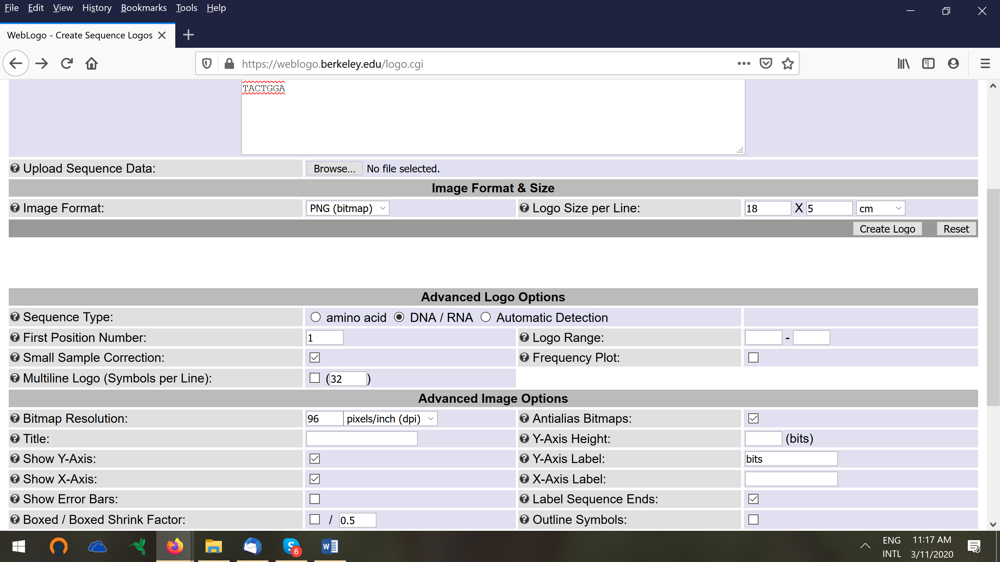 File Edit View History Bookmarks Tools Help
WebLogo - Create Sequence Logos
https://weblogo.berkeley.edu/logo.cgi
TACTGGA
Upload Sequence Data: Browse... No file selected.
Image Format & Size
Image Format: PNG (bitmap) Logo Size per Line: 18 X 5 cm
Create Logo Reset
Advanced Logo Options
Sequence Type: amino acid DNA / RNA Automatic Detection
First Position Number: 1 Logo Range: -
Small Sample Correction: Frequency Plot:
Multiline Logo (Symbols per Line): (32)
Advanced Image Options
Bitmap Resolution: 96 pixels/inch (dpi) Antialias Bitmaps:
Title: Y-Axis Height: (bits)
Show Y-Axis: Y-Axis Label: bits
Show X-Axis: X-Axis Label:
Show Error Bars: Label Sequence Ends:
Boxed / Boxed Shrink Factor: / 0.5 Outline Symbols:
S 6 W ENG 11:17 AM
INTL 3/11/2020